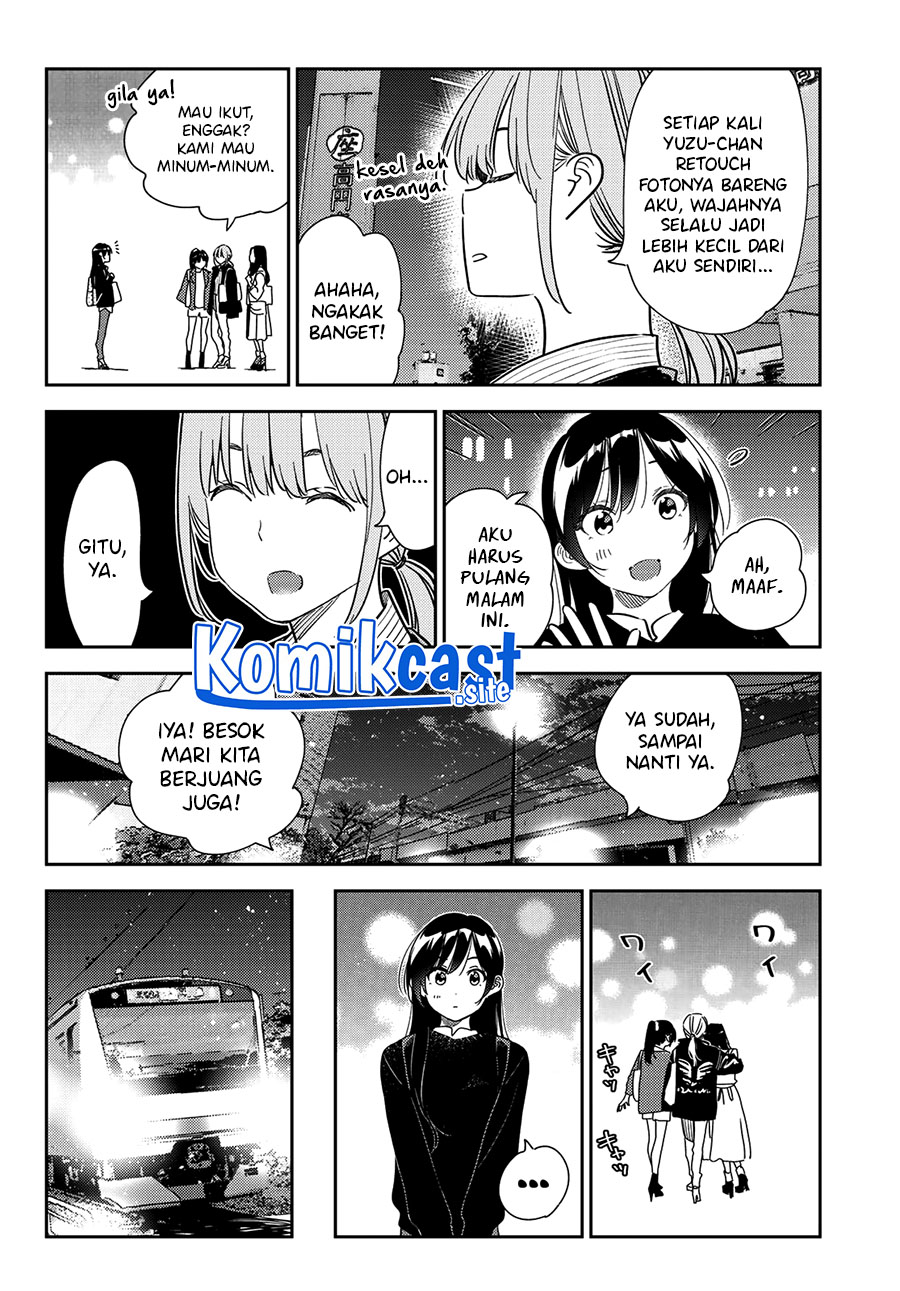 SETIAP KALI
YUZU-CHAN
RETOUCH
FOTONYA BARENG
AKU, WAJAHNYA
SELALU JADI
LEBIH KECIL DARI
AKU SENDIRI...
座
高円
kesel deh
rasanya!
AHAHA,
NGAKAK
BANGET!
gila ya!
MAU IKUT,
ENGGAK?
KAMI MAU
MINUM-MINUM.
AH,
MAAF.
AKU
HARUS
PULANG
MALAM
INI.
OH...
GITU,
YA.
Komikcast
.site
YA SUDAH,
SAMPAI
NANTI YA.
IYA! BESOK
MARI KITA
BERJUANG
JUGA!
ワイ
ワイ
キャッ
キャッ
...